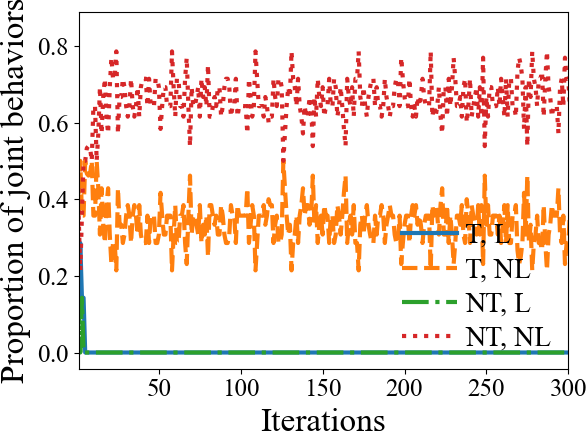 Proportion of joint behaviors
0.8
0.6
0.4
0.2
0.0
T, L
T, NL
NT, L
NT, NL
50
100
150
200
250
300
Iterations